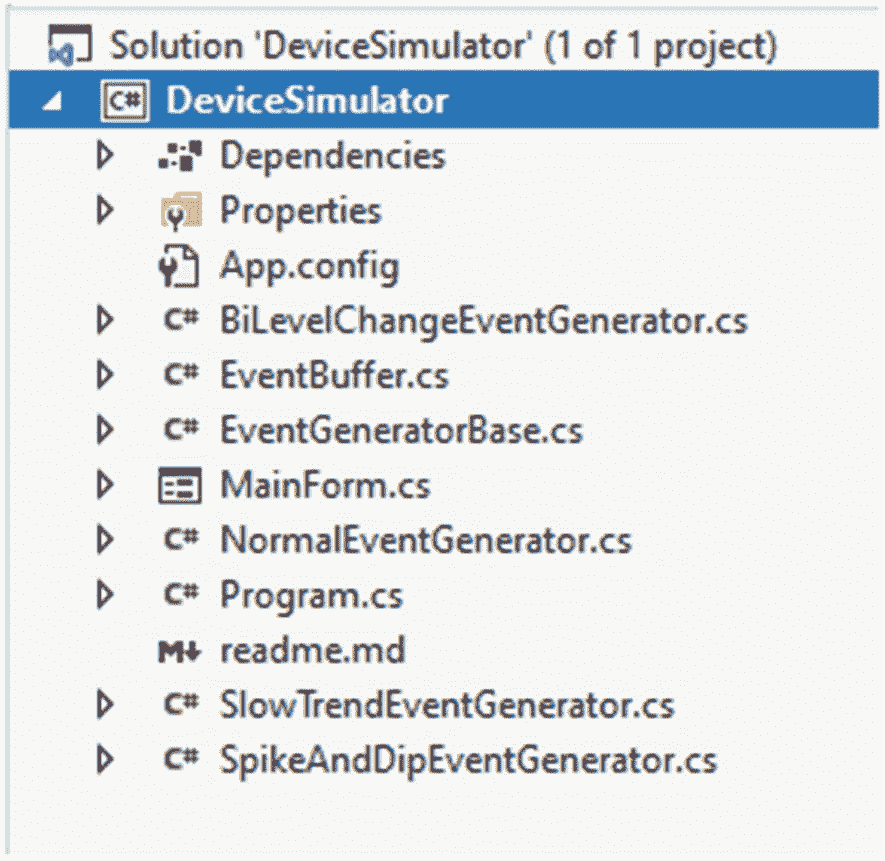 Solution 'DeviceSimulator' (1 of 1 project)
C# DeviceSimulator
Dependencies
Properties
App.config
C# BiLevelChangeEventGenerator.cs
C# EventBuffer.cs
C# EventGeneratorBase.cs
MainForm.cs
C# NormalEventGenerator.cs
C# Program.cs
M↓ readme.md
C# SlowTrendEventGenerator.cs
C# SpikeAndDipEventGenerator.cs